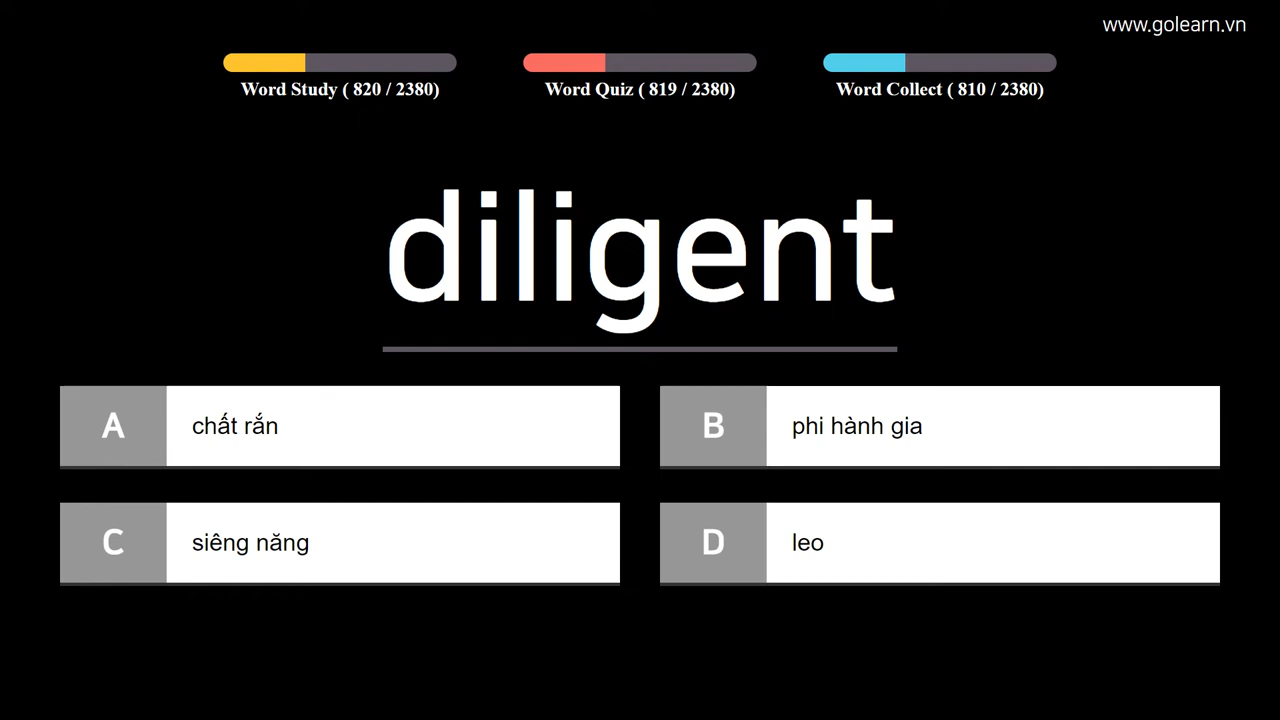 www.golearn.vn
Word Study ( 820 / 2380)
Word Quiz ( 819 / 2380)
Word Collect ( 810 / 2380)
diligent
A chất rắn
B phi hành gia
C siêng năng
D leo